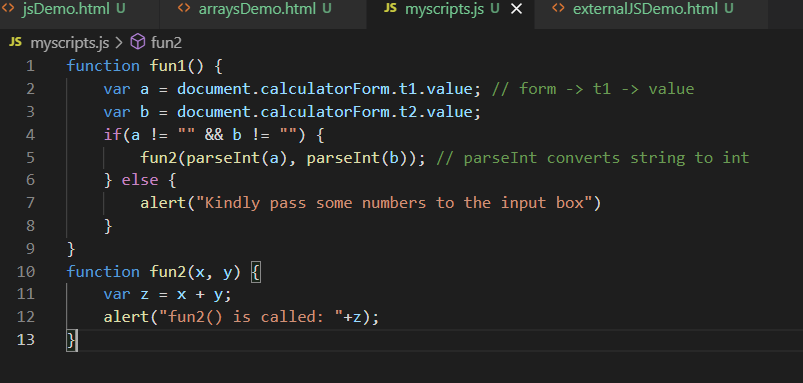 <> jsDemo.html U <> arraysDemo.html U JS myscripts.js U × <> externalJSDemo.html U
JS myscripts.js > fun2
1 function fun1() {
2     var a = document.calculatorForm.t1.value; // form -> t1 -> value
3     var b = document.calculatorForm.t2.value;
4     if(a != "" && b != "") {
5         fun2(parseInt(a), parseInt(b)); // parseInt converts string to int
6     } else {
7         alert("Kindly pass some numbers to the input box")
8     }
9 }
10 function fun2(x, y) {
11     var z = x + y;
12     alert("fun2() is called: "+z);
13 }